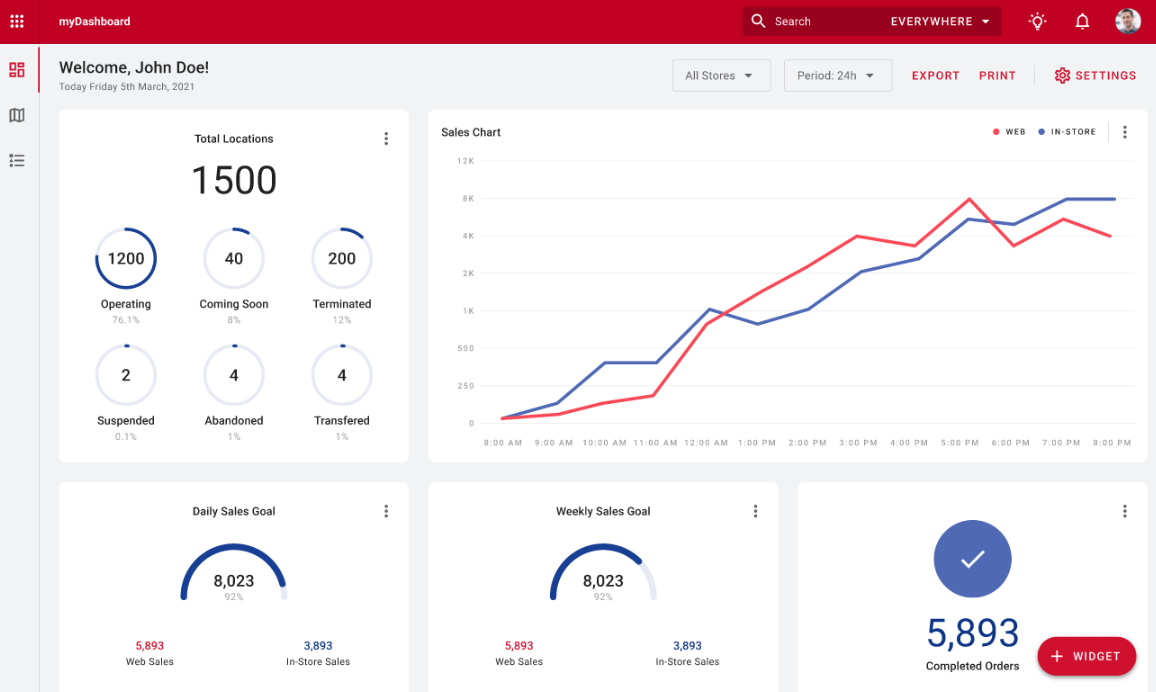 myDashboard
Search
EVERYWHERE
Welcome, John Doe!
Today Friday 5th March, 2021
All Stores
Period: 24h
EXPORT
PRINT
SETTINGS
Total Locations
1500
1200
40
200
Operating
Coming Soon
Terminated
76.1%
8%
12%
2
4
4
Suspended
Abandoned
Transfered
0.1%
1%
1%
Sales Chart
WEB
IN-STORE
12K
8K
4K
2K
1K
500
250
0
8:00 AM 9:00 AM 10:00 AM 11:00 AM 12:00 AM 1:00 PM 2:00 PM 3:00 PM 4:00 PM 5:00 PM 6:00 PM 7:00 PM 8:00 PM
Daily Sales Goal
8,023
92%
5,893
3,893
Web Sales
In-Store Sales
Weekly Sales Goal
8,023
92%
5,893
3,893
Web Sales
In-Store Sales
5,893
Completed Orders
+ WIDGET